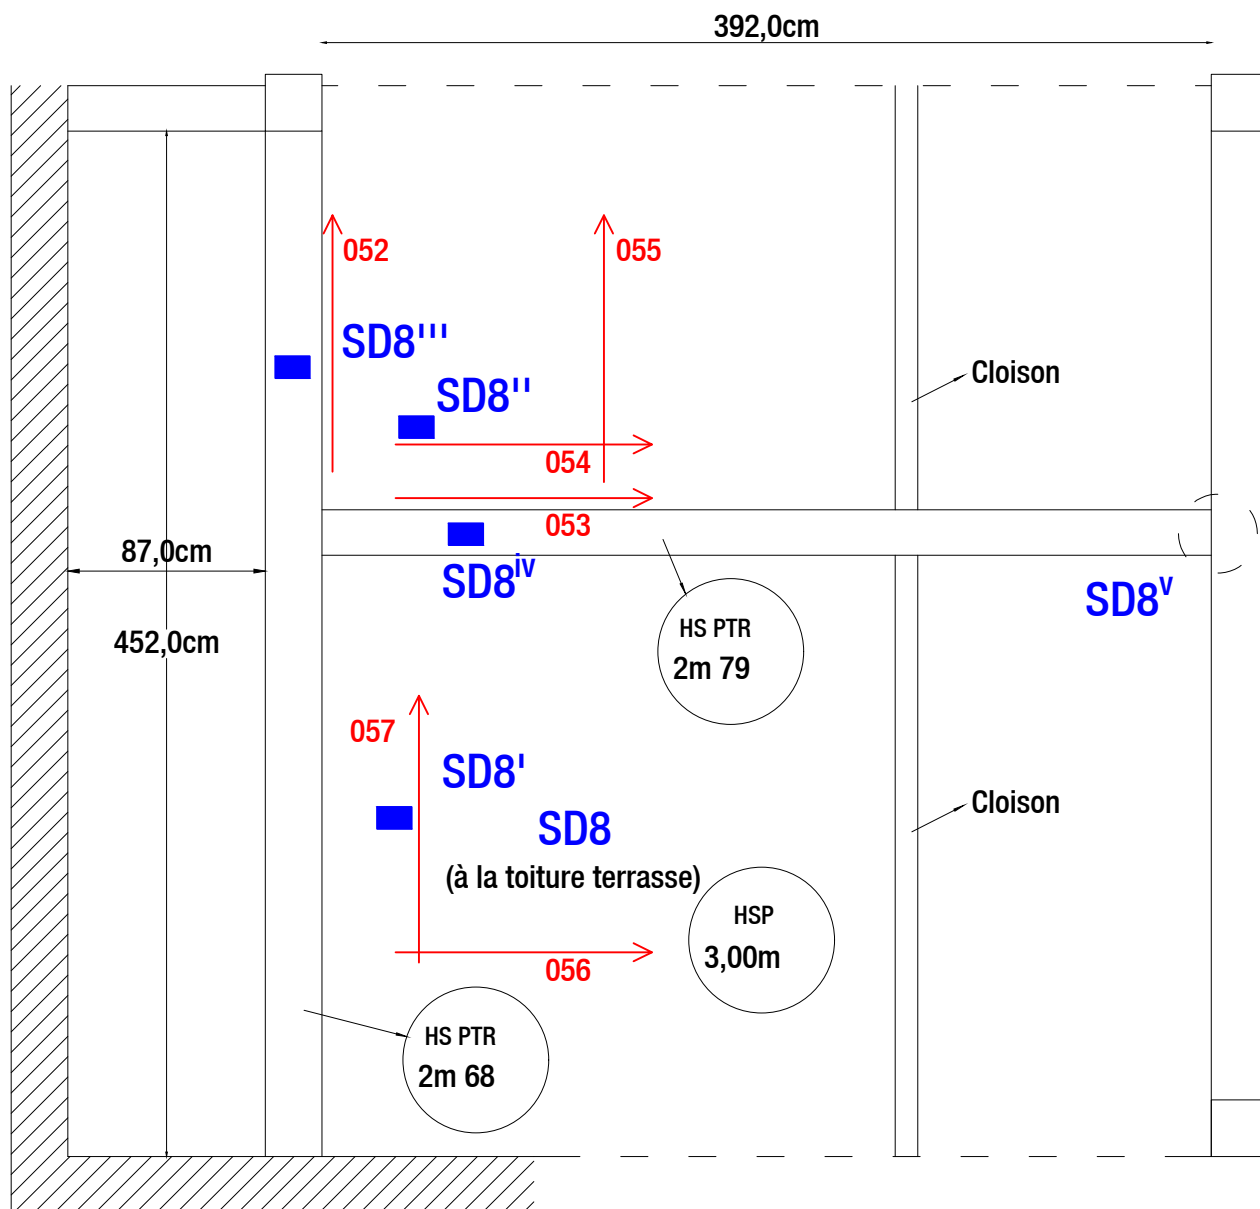 392,0cm
052
055
SD8'''
SD8''
Cloison
054
053
87,0cm
SD8iv
SD8v
HS PTR
2m 79
452,0cm
057
SD8'
Cloison
SD8
(à la toiture terrasse)
HSP
3,00m
056
HS PTR
2m 68